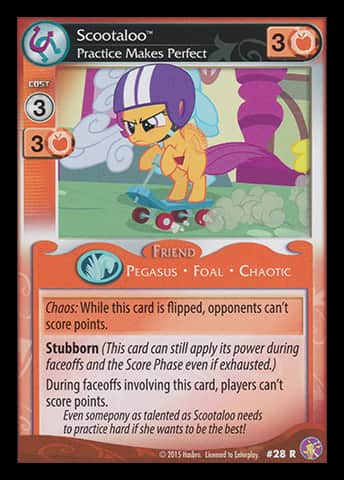 Scootaloo™
Practice Makes Perfect
3
COST
3
3
FRIEND
PEGASUS • FOAL • CHAOTIC
Chaos: While this card is flipped, opponents can't
score points.
Stubborn (This card can still apply its power during
faceoffs and the Score Phase even if exhausted.)
During faceoffs involving this card, players can't
score points.
Even somepony as talented as Scootaloo needs
to practice hard if she wants to be the best!
© 2015 Hasbro. Licensed to Enterplay. #28 R